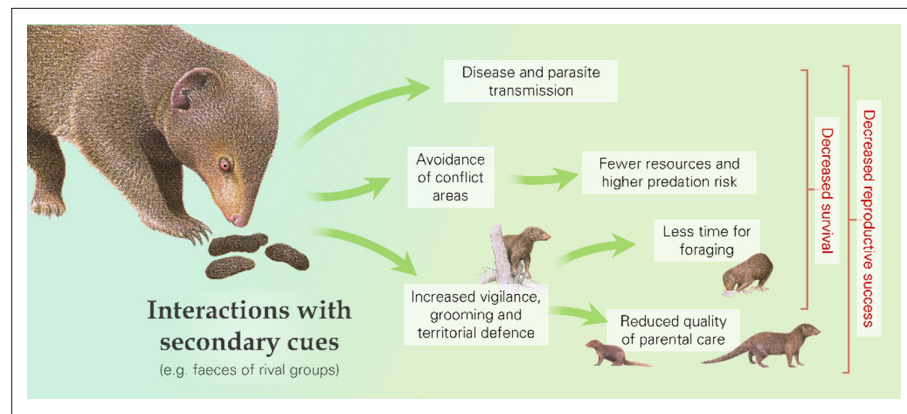 Disease and parasite
transmission
Avoidance
of conflict
areas
Fewer resources and
higher predation risk
Less time for
foraging
Increased vigilance,
grooming and
territorial defence
Reduced quality
of parental care
Interactions with
secondary cues
(e.g. faeces of rival groups)
Decreased survival
Decreased reproductive success